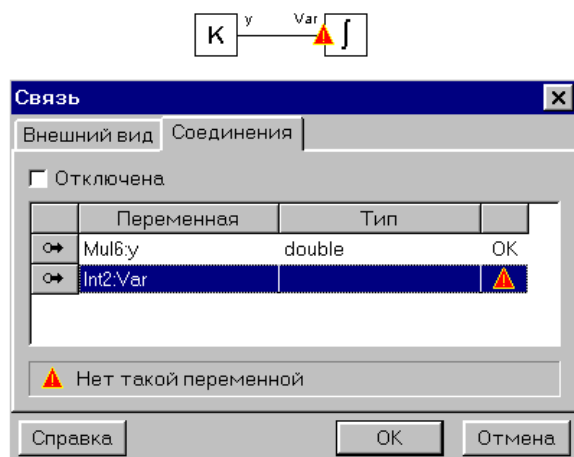 y Var
K ∫
Связь
Внешний вид Соединения
Отключена
Переменная Тип
Mul6:y double OK
Int2:Var
Нет такой переменной
Справка OK Отмена